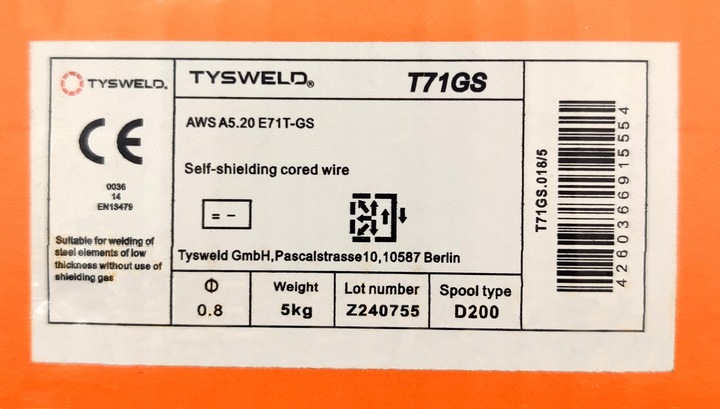 TYSWELD®
0036
14
EN13479
Suitable for welding of
steel elements of low
thickness without use of
shielding gas
TYSWELD® T71GS
AWS A5.20 E71T-GS
Self-shielding cored wire
= -
Tysweld GmbH,Pascalstrasse10,10587 Berlin
Φ Weight Lot number Spool type
0.8 5kg Z240755 D200
T71GS.018/5
4260366915554